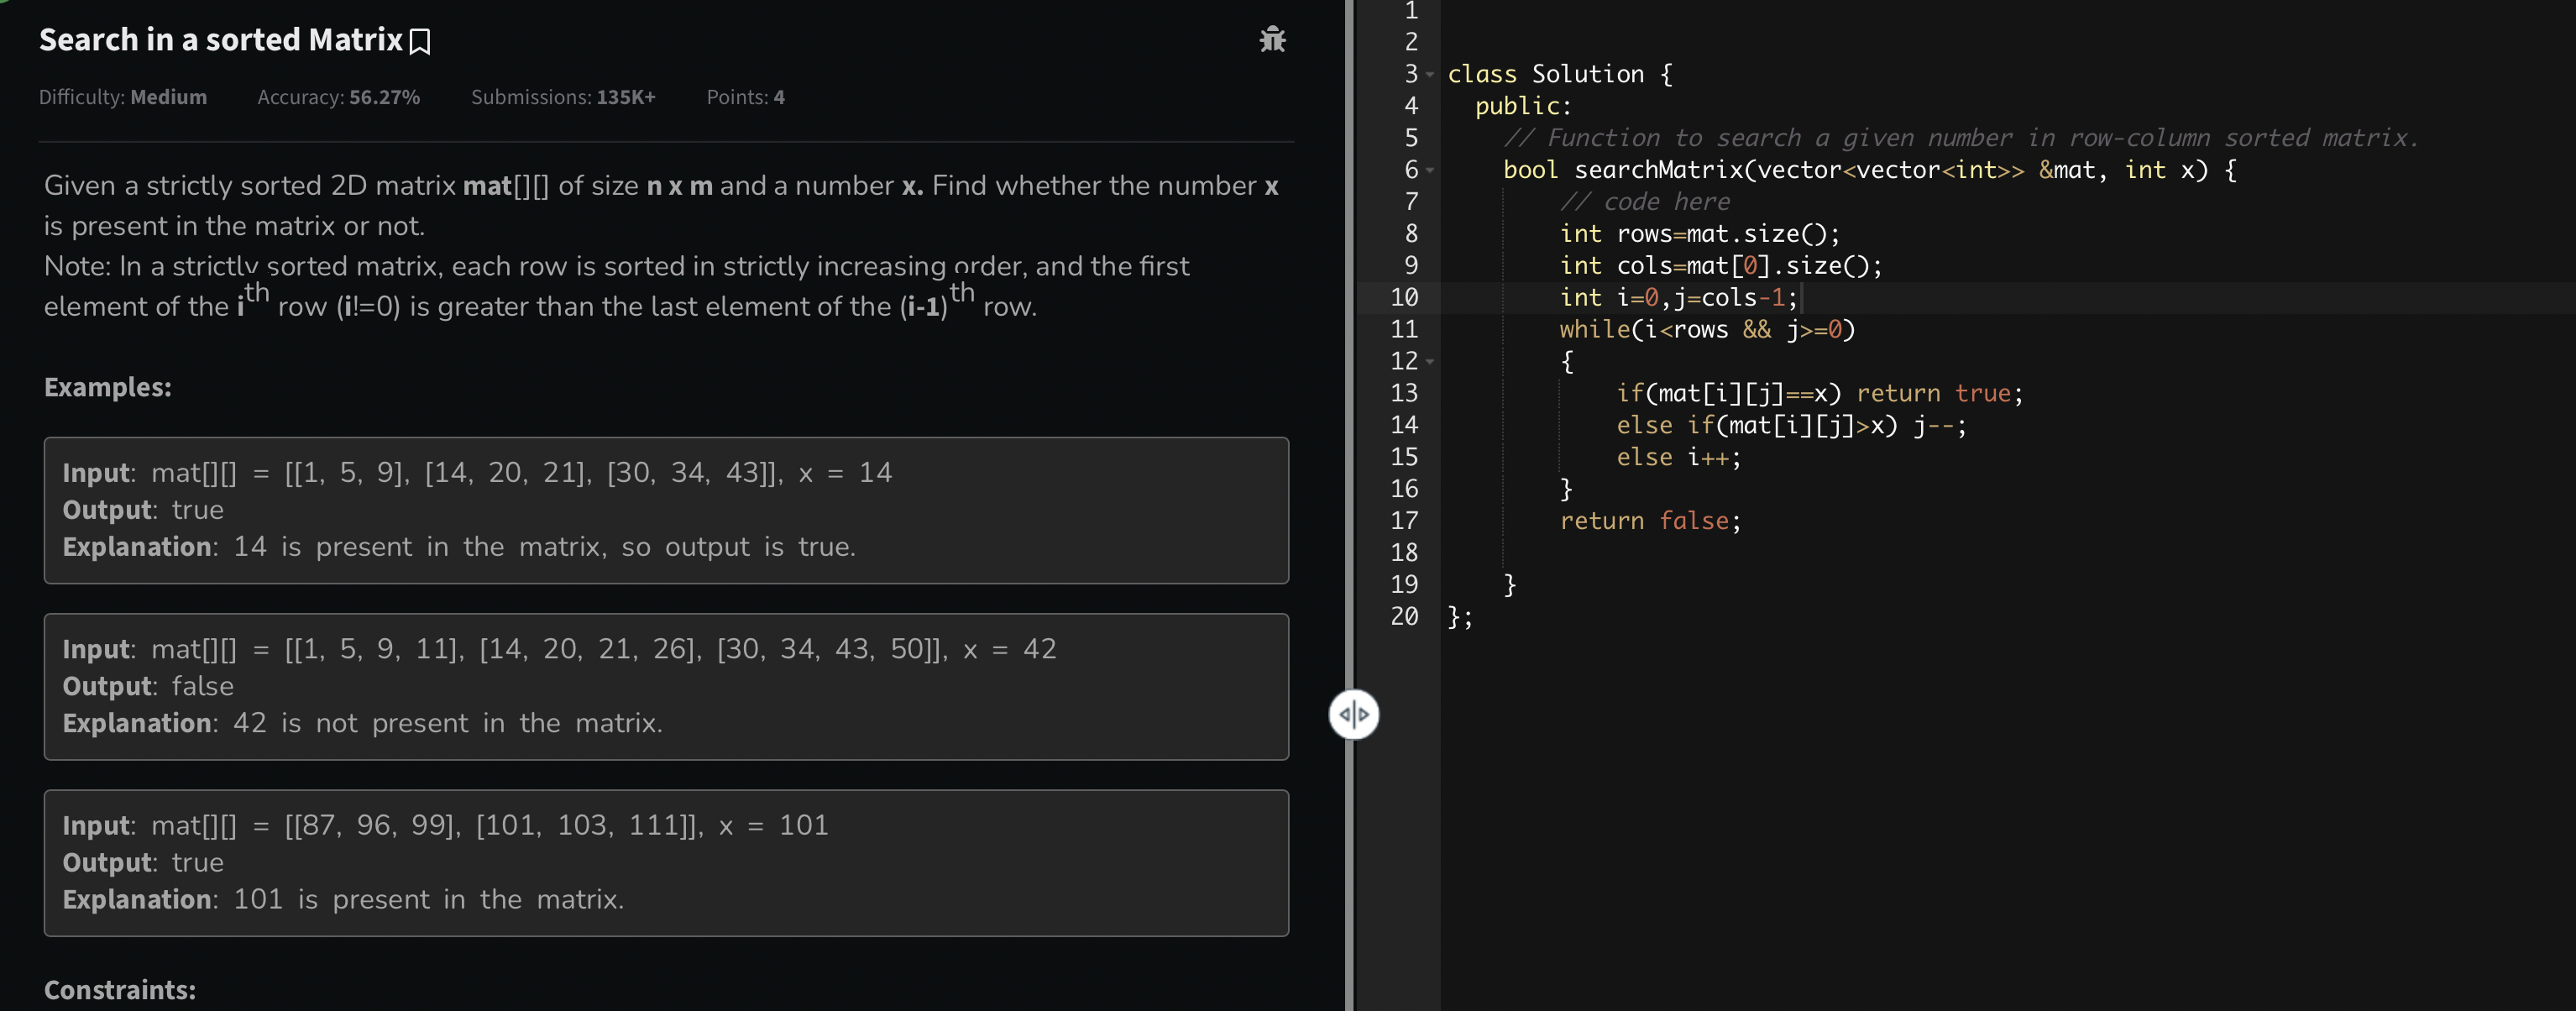 Search in a sorted Matrix
Difficulty: Medium Accuracy: 56.27% Submissions: 135K+ Points: 4
Given a strictly sorted 2D matrix mat[][] of size n x m and a number x. Find whether the number x
is present in the matrix or not.
Note: In a strictly sorted matrix, each row is sorted in strictly increasing order, and the first
element of the ith row (i!=0) is greater than the last element of the (i-1)th row.
Examples:
Input: mat[][] = [[1, 5, 9], [14, 20, 21], [30, 34, 43]], x = 14
Output: true
Explanation: 14 is present in the matrix, so output is true.
Input: mat[][] = [[1, 5, 9, 11], [14, 20, 21, 26], [30, 34, 43, 50]], x = 42
Output: false
Explanation: 42 is not present in the matrix.
Input: mat[][] = [[87, 96, 99], [101, 103, 111]], x = 101
Output: true
Explanation: 101 is present in the matrix.
Constraints:
1
2
3 class Solution {
4 public:
5 // Function to search a given number in row-column sorted matrix.
6 bool searchMatrix(vector<vector<int>> &mat, int x) {
7 // code here
8 int rows=mat.size();
9 int cols=mat[0].size();
10 int i=0,j=cols-1;
11 while(i<rows && j>=0)
12 {
13 if(mat[i][j]==x) return true;
14 else if(mat[i][j]>x) j--;
15 else i++;
16 }
17 return false;
18
19 }
20 };